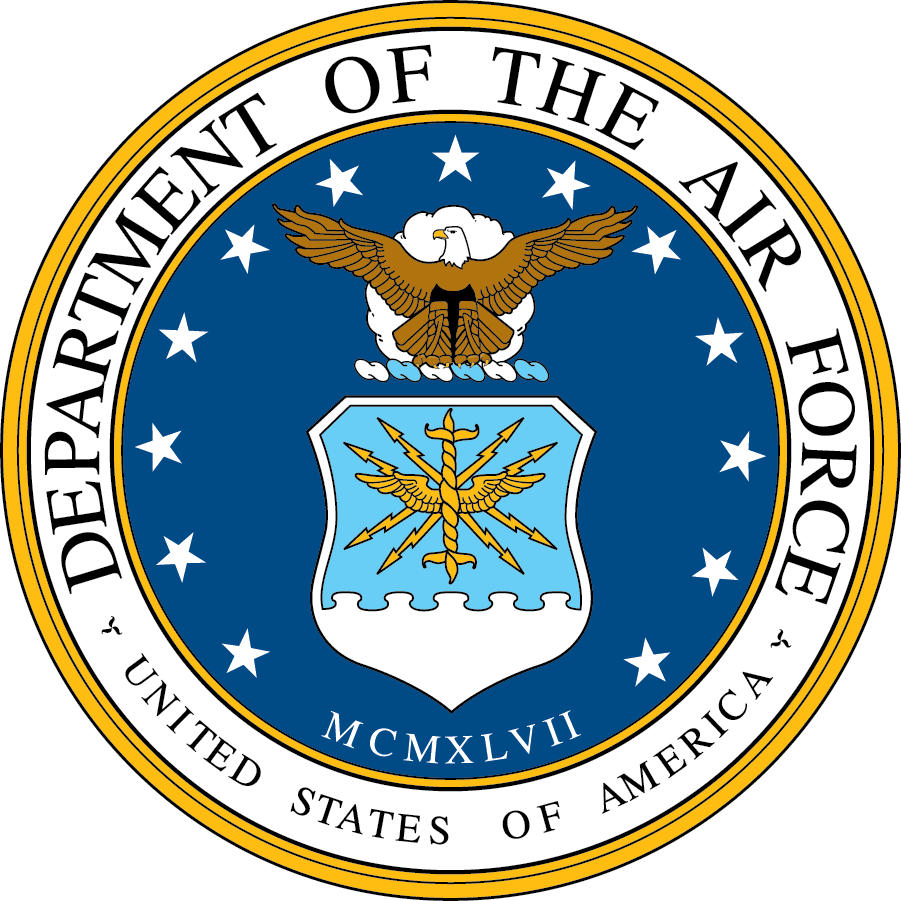 DEPARTMENT OF THE AIR FORCE
MCMXLVII
UNITED STATES OF AMERICA